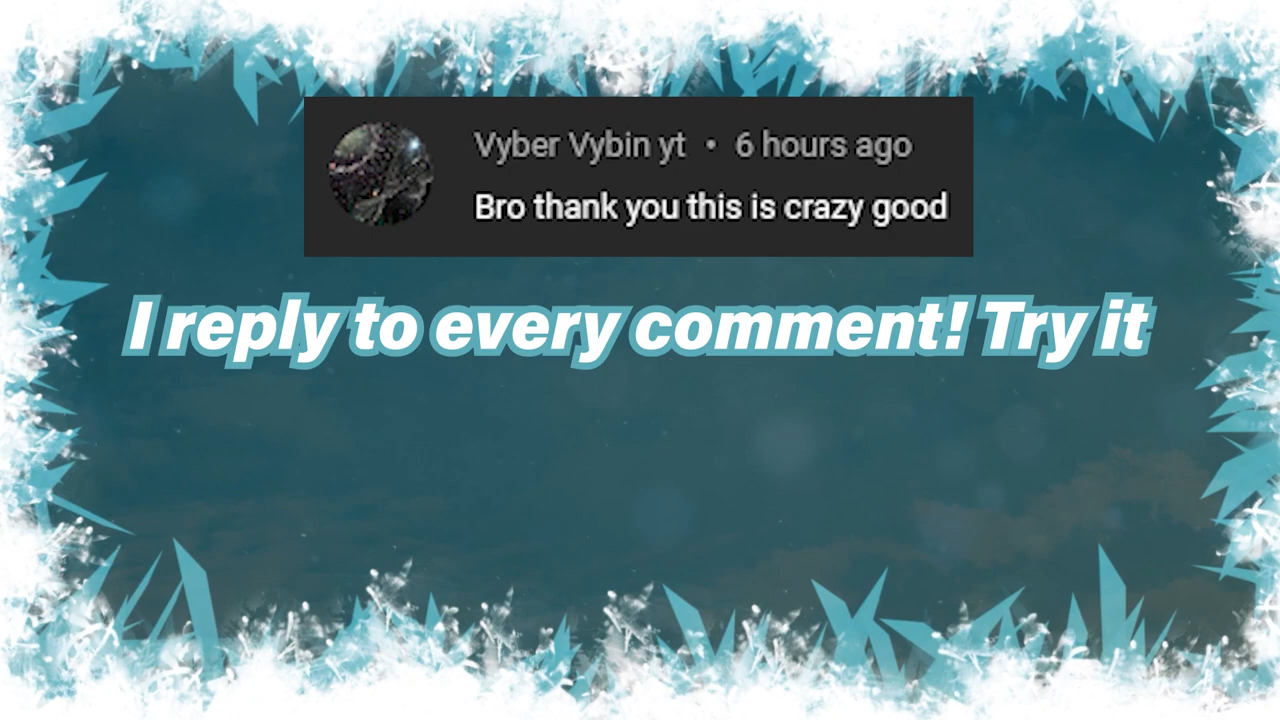 Vyber Vybin yt • 6 hours ago
Bro thank you this is crazy good
I reply to every comment! Try it